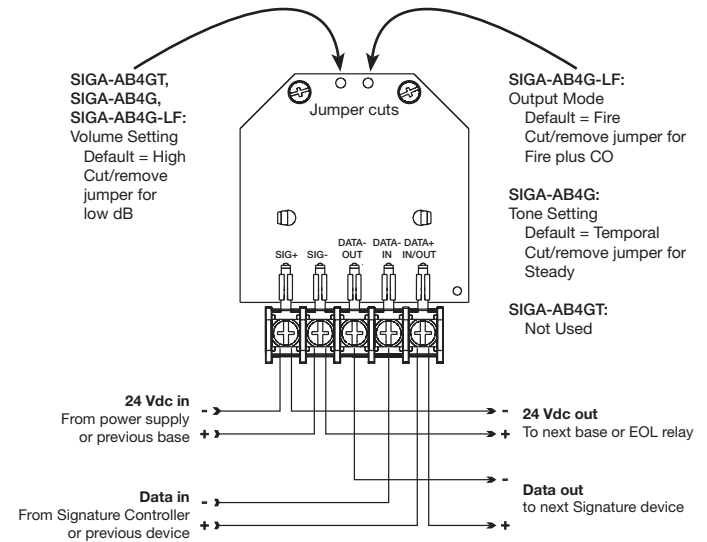 SIGA-AB4GT,
SIGA-AB4G,
SIGA-AB4G-LF:
Volume Setting
Default = High
Cut/remove
jumper for
low dB
Jumper cuts
SIGA-AB4G-LF:
Output Mode
Default = Fire
Cut/remove jumper for
Fire plus CO
SIGA-AB4G:
Tone Setting
Default = Temporal
Cut/remove jumper for
Steady
SIGA-AB4GT:
Not Used
SIG+ SIG- DATA- OUT DATA- IN DATA+ IN/OUT
24 Vdc in
From power supply
or previous base
-
+
24 Vdc out
To next base or EOL relay
-
+
Data in
From Signature Controller
or previous device
-
+
Data out
to next Signature device
-
+